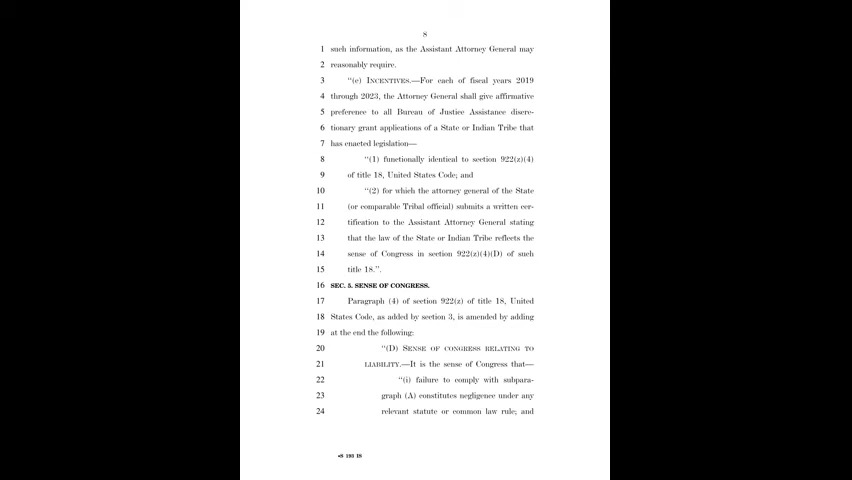 8
1 such information, as the Assistant Attorney General may
2 reasonably require.
3 ‘‘(e) INCENTIVES.—For each of fiscal years 2019
4 through 2023, the Attorney General shall give affirmative
5 preference to all Bureau of Justice Assistance discre-
6 tionary grant applications of a State or Indian Tribe that
7 has enacted legislation—
8 ‘‘(1) functionally identical to section 922(z)(4)
9 of title 18, United States Code; and
10 ‘‘(2) for which the attorney general of the State
11 (or comparable Tribal official) submits a written cer-
12 tification to the Assistant Attorney General stating
13 that the law of the State or Indian Tribe reflects the
14 sense of Congress in section 922(z)(4)(D) of such
15 title 18.’’.
16 SEC. 5. SENSE OF CONGRESS.
17 Paragraph (4) of section 922(z) of title 18, United
18 States Code, as added by section 3, is amended by adding
19 at the end the following:
20 ‘‘(D) SENSE OF CONGRESS RELATING TO
21 LIABILITY.—It is the sense of Congress that—
22 ‘‘(i) failure to comply with subpara-
23 graph (A) constitutes negligence under any
24 relevant statute or common law rule; and
•S 193 IS